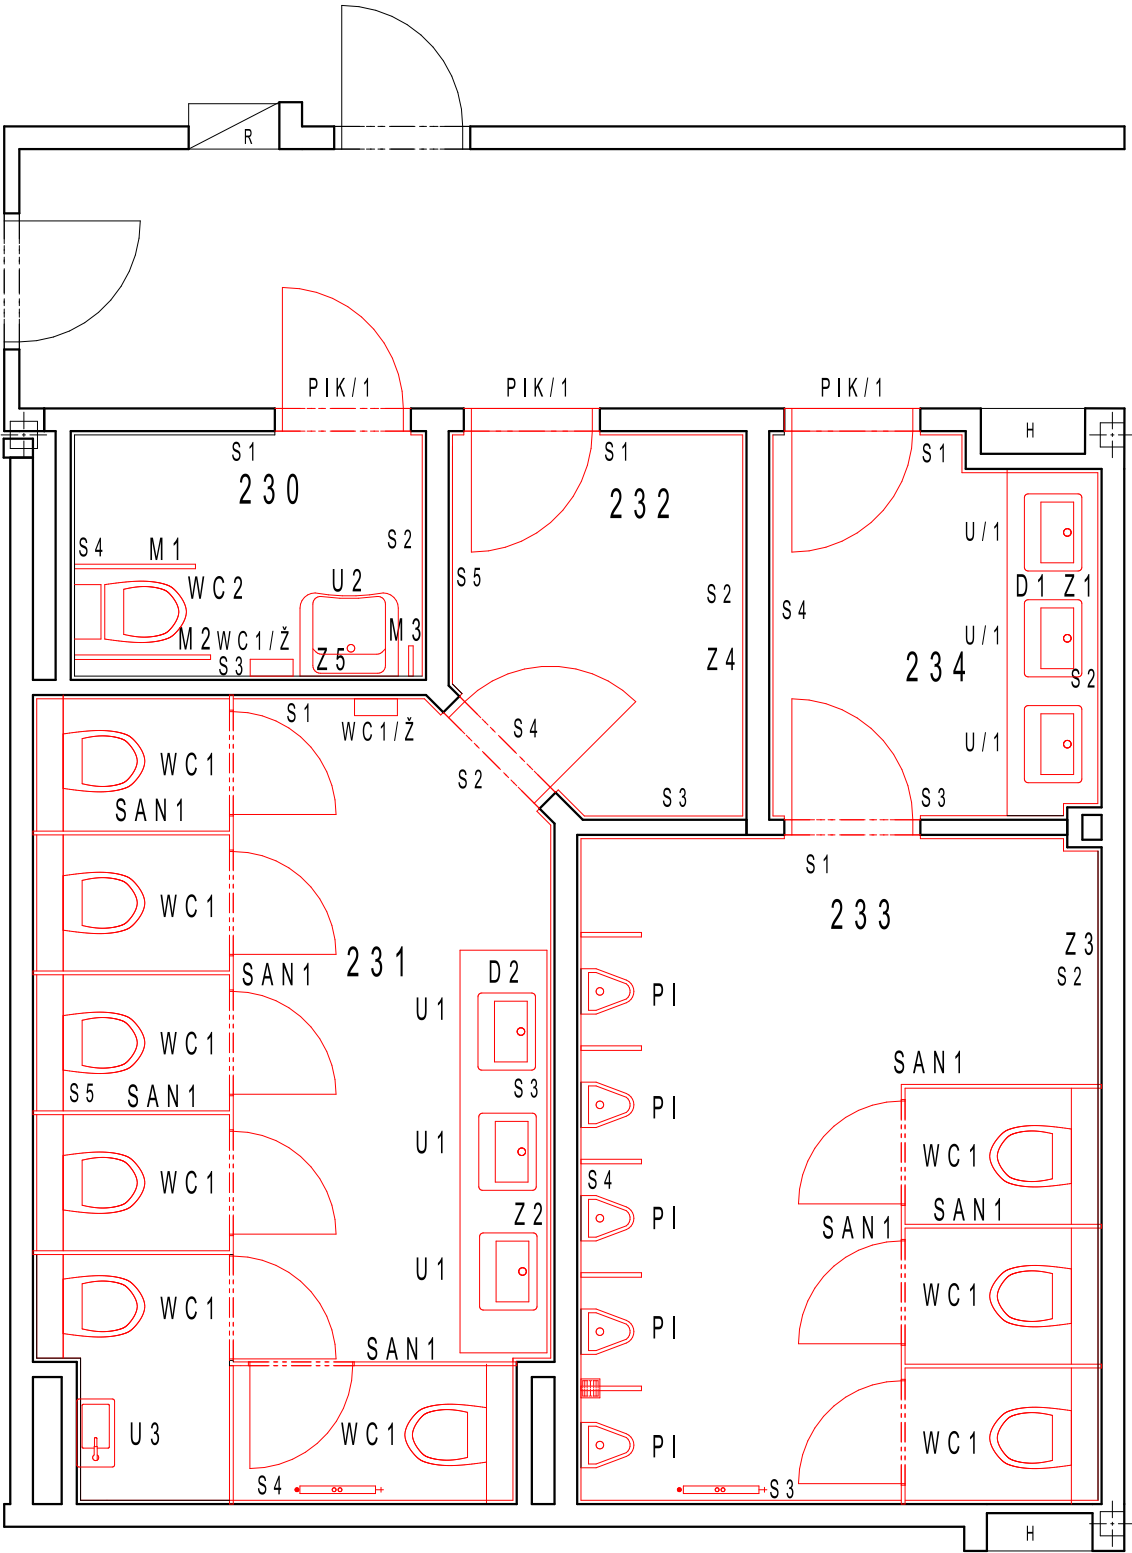 R
PIK/1 PIK/1 PIK/1
H
S1 S1 S1
230 232 234
S4 M1 S2 U/1
WC2 U2 S5 S2 D1 Z1
M2 WC1/Ž M3 S4 U/1
S3 Z5 Z4 S2
S1 WC1/Ž S4 U/1
WC1 S2 S3 S3
SAN1
S1
WC1 233
231 Z3
SAN1 D2 S2
U1 PI
WC1 SAN1
S5 SAN1 S3 PI
U1 WC1
WC1 S4
Z2 PI SAN1 SAN1
U1 WC1
WC1 PI
SAN1
U3 WC1 PI WC1
S4 S3
H